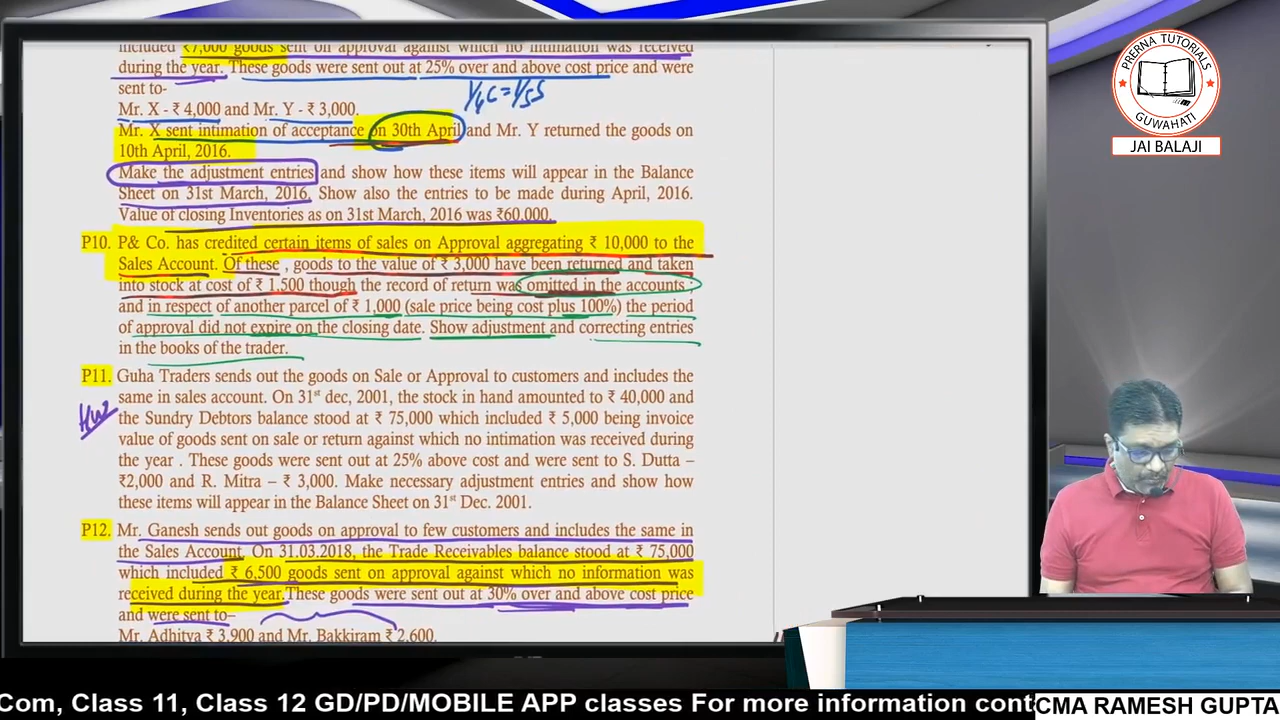 included ₹7,000 goods sent on approval against which no intimation was received
during the year. These goods were sent out at 25% over and above cost price and were
sent to-
1/4 C = 1/5 S
Mr. X - ₹ 4,000 and Mr. Y - ₹ 3,000.
Mr. X sent intimation of acceptance on 30th April and Mr. Y returned the goods on
10th April, 2016.
Make the adjustment entries and show how these items will appear in the Balance
Sheet on 31st March, 2016. Show also the entries to be made during April, 2016.
Value of closing Inventories as on 31st March, 2016 was ₹60,000.
P10. P& Co. has credited certain items of sales on Approval aggregating ₹ 10,000 to the
Sales Account. Of these , goods to the value of ₹ 3,000 have been returned and taken
into stock at cost of ₹ 1,500 though the record of return was omitted in the accounts ;
and in respect of another parcel of ₹ 1,000 (sale price being cost plus 100%) the period
of approval did not expire on the closing date. Show adjustment and correcting entries
in the books of the trader.
P11. Guha Traders sends out the goods on Sale or Approval to customers and includes the
same in sales account. On 31st dec, 2001, the stock in hand amounted to ₹ 40,000 and
HW the Sundry Debtors balance stood at ₹ 75,000 which included ₹ 5,000 being invoice
value of goods sent on sale or return against which no intimation was received during
the year . These goods were sent out at 25% above cost and were sent to S. Dutta –
₹2,000 and R. Mitra – ₹ 3,000. Make necessary adjustment entries and show how
these items will appear in the Balance Sheet on 31st Dec. 2001.
P12. Mr. Ganesh sends out goods on approval to few customers and includes the same in
the Sales Account. On 31.03.2018, the Trade Receivables balance stood at ₹ 75,000
which included ₹ 6,500 goods sent on approval against which no information was
received during the year.These goods were sent out at 30% over and above cost price
and were sent to–
Mr. Adhitya ₹ 3,900 and Mr. Bakkiram ₹ 2,600.
PRERNA TUTORIALS
GUWAHATI
JAI BALAJI
Com, Class 11, Class 12 GD/PD/MOBILE APP classes For more information cont
CMA RAMESH GUPTA